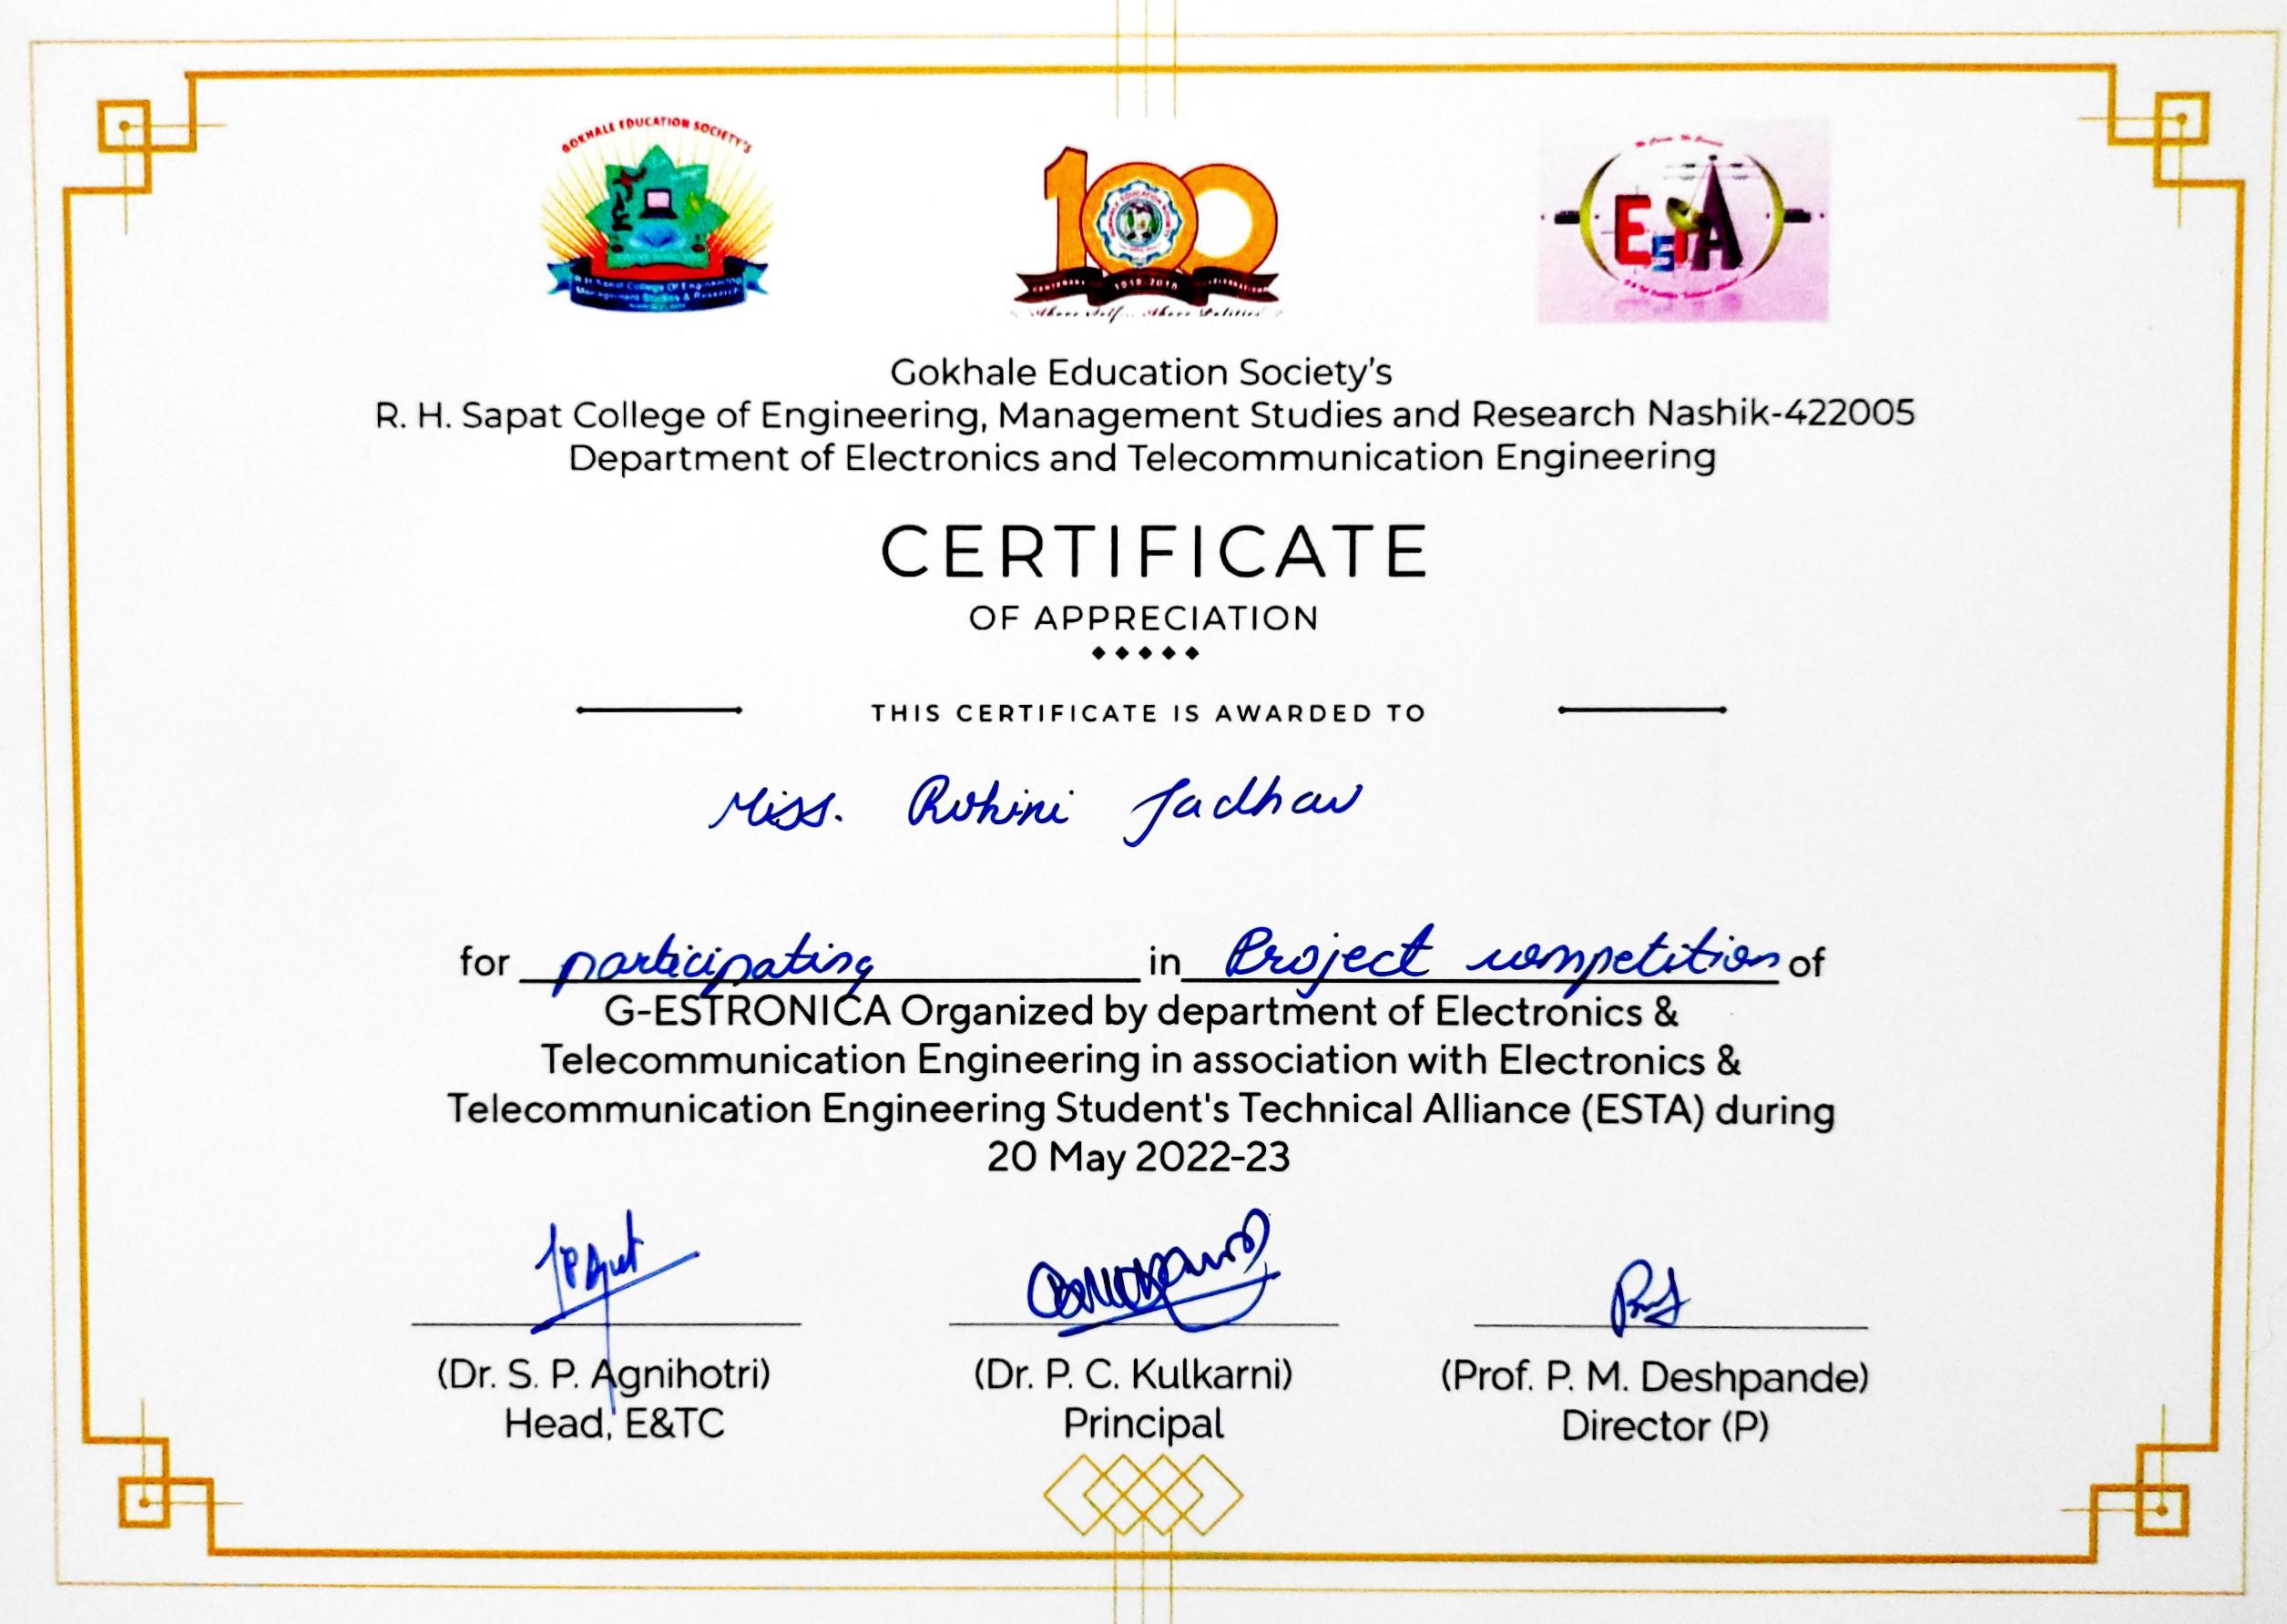 GOKHALE EDUCATION SOCIETY'S
R.H.Sapat College Of Engineering
Management Studies & Research
100
GOKHALE EDUCATION SOCIETY
1918-2018
Above Self... Above Politics
ESTA
Gokhale Education Society's
R. H. Sapat College of Engineering, Management Studies and Research Nashik-422005
Department of Electronics and Telecommunication Engineering
CERTIFICATE
OF APPRECIATION
THIS CERTIFICATE IS AWARDED TO
Miss. Rohini Jadhav
for participating in Project competition of
G-ESTRONICA Organized by department of Electronics &
Telecommunication Engineering in association with Electronics &
Telecommunication Engineering Student's Technical Alliance (ESTA) during
20 May 2022-23
(Dr. S. P. Agnihotri) (Dr. P. C. Kulkarni) (Prof. P. M. Deshpande)
Head, E&TC Principal Director (P)